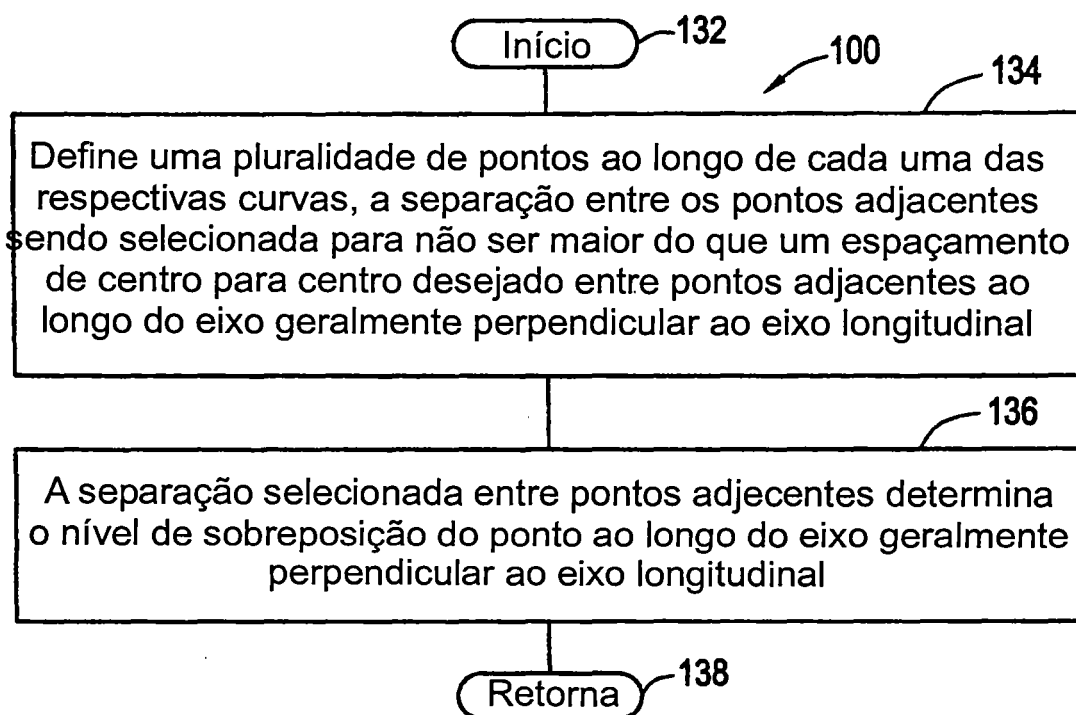 Início
132
100
134
Define uma pluralidade de pontos ao longo de cada uma das
respectivas curvas, a separação entre os pontos adjacentes
sendo selecionada para não ser maior do que um espaçamento
de centro para centro desejado entre pontos adjacentes ao
longo do eixo geralmente perpendicular ao eixo longitudinal
136
A separação selecionada entre pontos adjecentes determina
o nível de sobreposição do ponto ao longo do eixo geralmente
perpendicular ao eixo longitudinal
Retorna
138